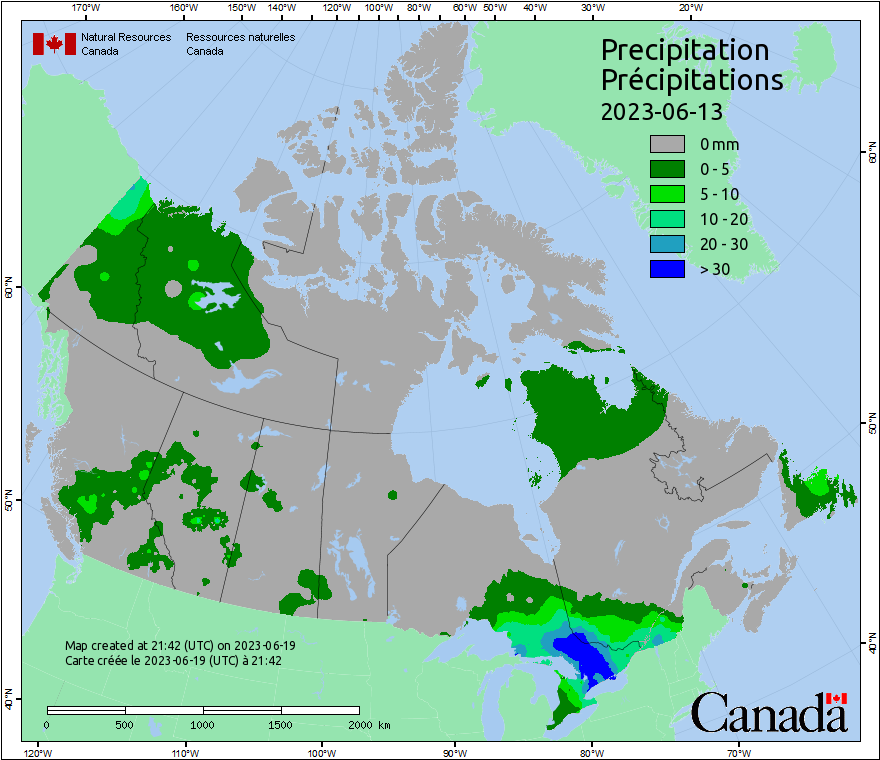 170°W 160°W 150°W 140°W 130°W 120°W 110°W 100°W 90°W 80°W 60°W 50°W 40°W 30°W 20°W
Natural Resources Ressources naturelles
Canada Canada
Precipitation
Précipitations
2023-06-13
0 mm
0 - 5
5 - 10
10 - 20
20 - 30
> 30
60°N
60°N
50°N
50°N
40°N
40°N
Map created at 21:42 (UTC) on 2023-06-19
Carte créée le 2023-06-19 (UTC) à 21:42
0 500 1000 1500 2000 km
Canada
120°W 110°W 100°W 90°W 80°W 70°W